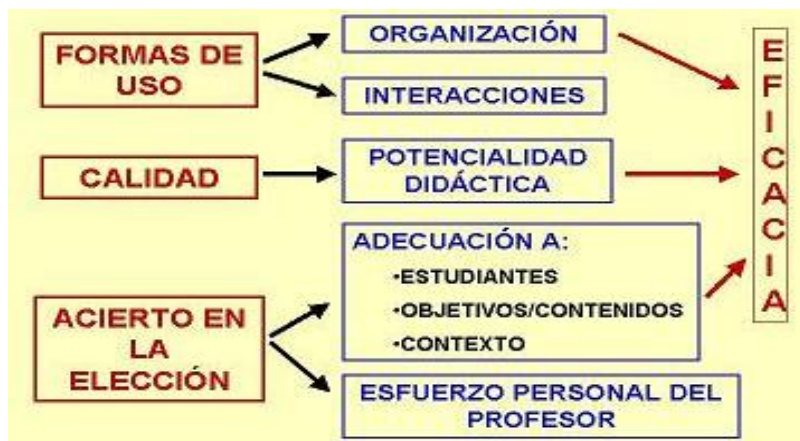 FORMAS DE
USO
ORGANIZACIÓN
INTERACCIONES
CALIDAD
POTENCIALIDAD
DIDÁCTICA
ACIERTO EN
LA
ELECCIÓN
ADECUACIÓN A:
•ESTUDIANTES
•OBJETIVOS/CONTENIDOS
•CONTEXTO
ESFUERZO PERSONAL DEL
PROFESOR
EFICACIA